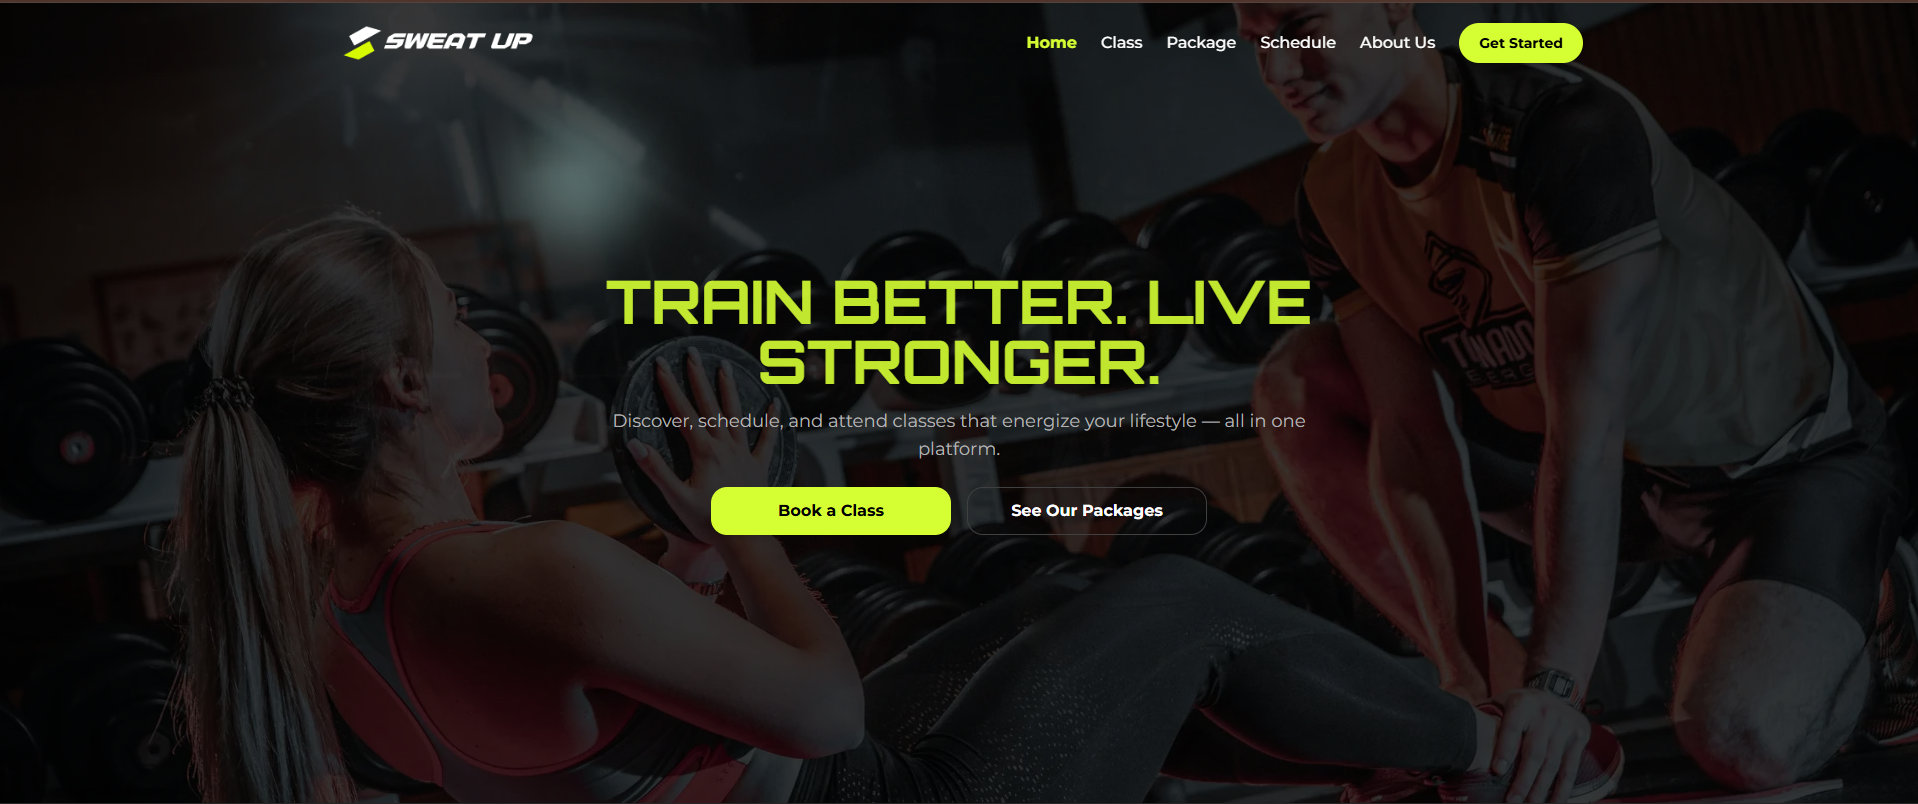 SWEAT UP
Home Class Package Schedule About Us Get Started
TRAIN BETTER. LIVE
STRONGER.
Discover, schedule, and attend classes that energize your lifestyle — all in one
platform.
Book a Class See Our Packages